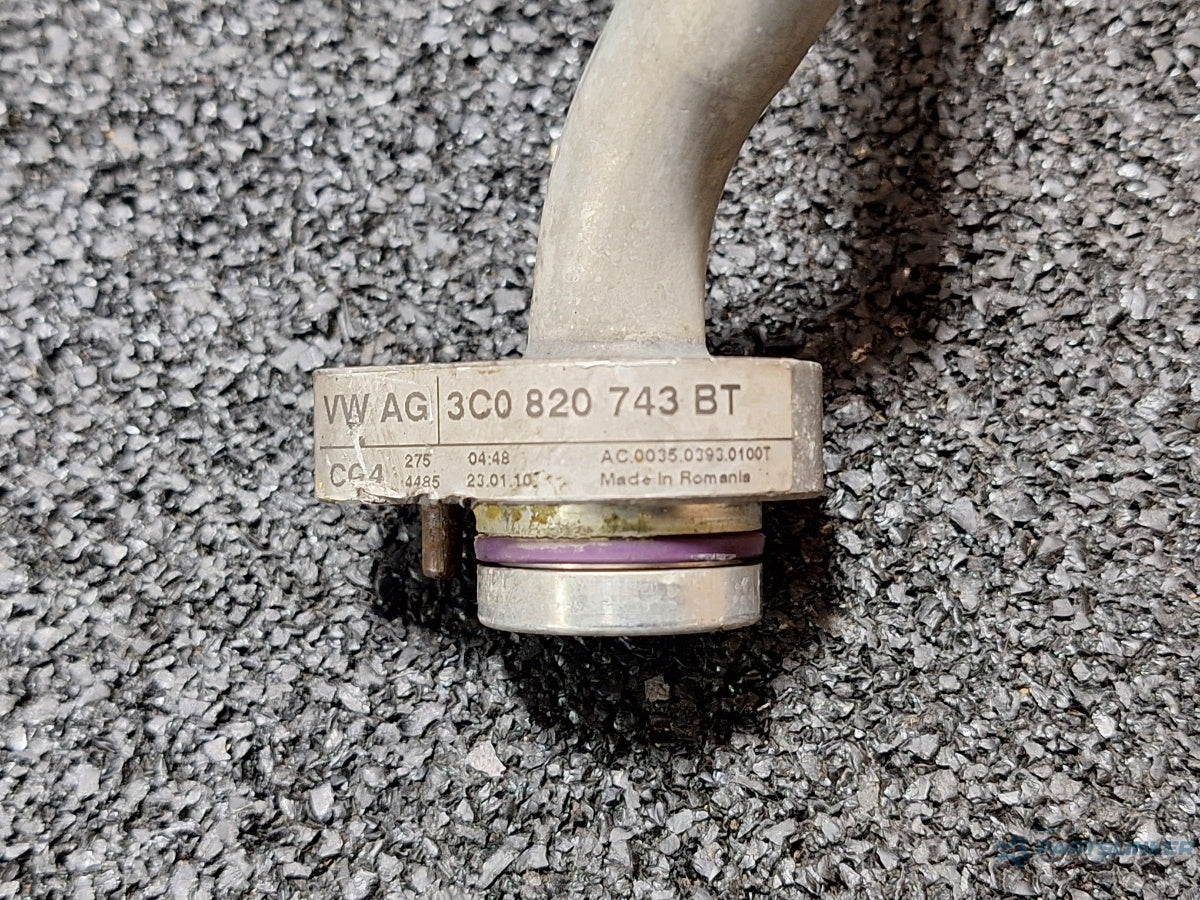 VW AG 3C0 820 743 BT
CG4 275 04:48 AC.0035.0393.0100T
4485 23.01.10 Made in Romania